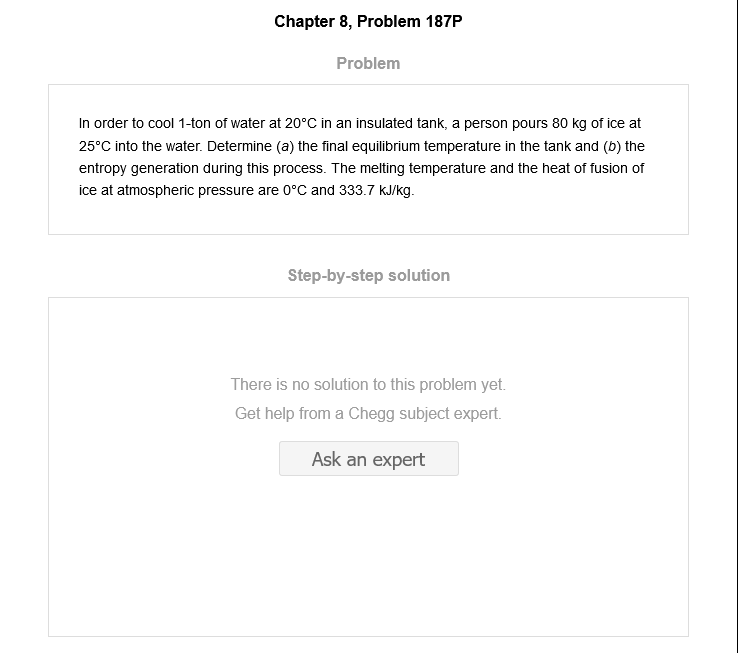 Chapter 8, Problem 187P
Problem
In order to cool 1-ton of water at 20°C in an insulated tank, a person pours 80 kg of ice at
25°C into the water. Determine (a) the final equilibrium temperature in the tank and (b) the
entropy generation during this process. The melting temperature and the heat of fusion of
ice at atmospheric pressure are 0°C and 333.7 kJ/kg.
Step-by-step solution
There is no solution to this problem yet.
Get help from a Chegg subject expert.
Ask an expert